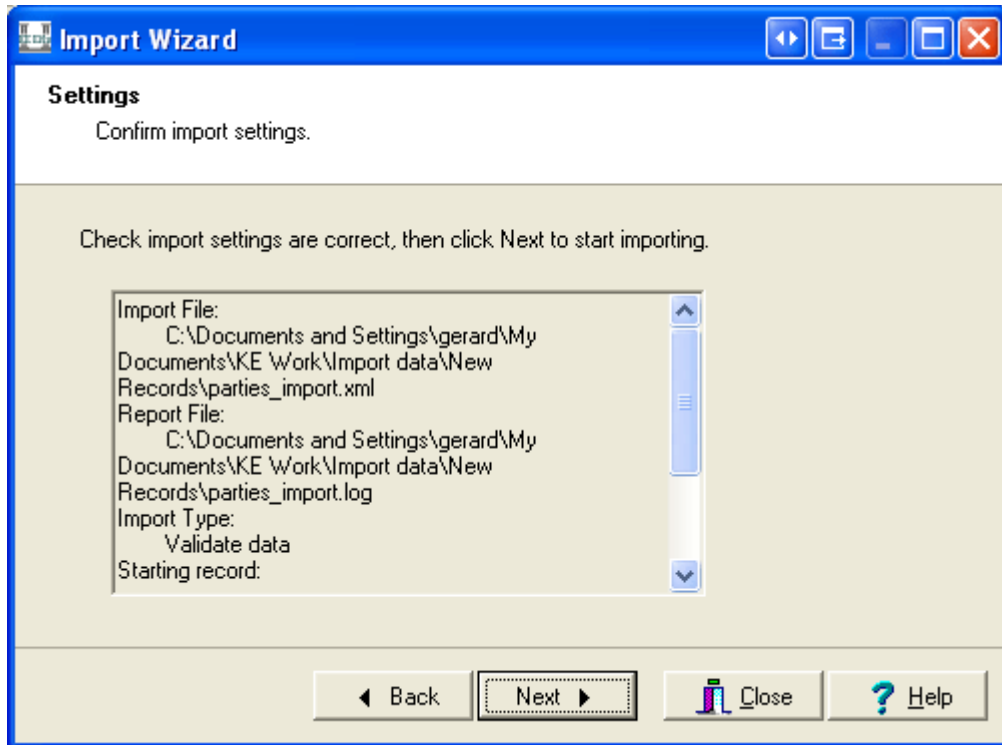 Import Wizard
Settings
Confirm import settings.
Check import settings are correct, then click Next to start importing.
Import File:
C:\Documents and Settings\gerard\My
Documents\KE Work\Import data\New
Records\parties_import.xml
Report File:
C:\Documents and Settings\gerard\My
Documents\KE Work\Import data\New
Records\parties_import.log
Import Type:
Validate data
Starting record:
Back Next Close Help